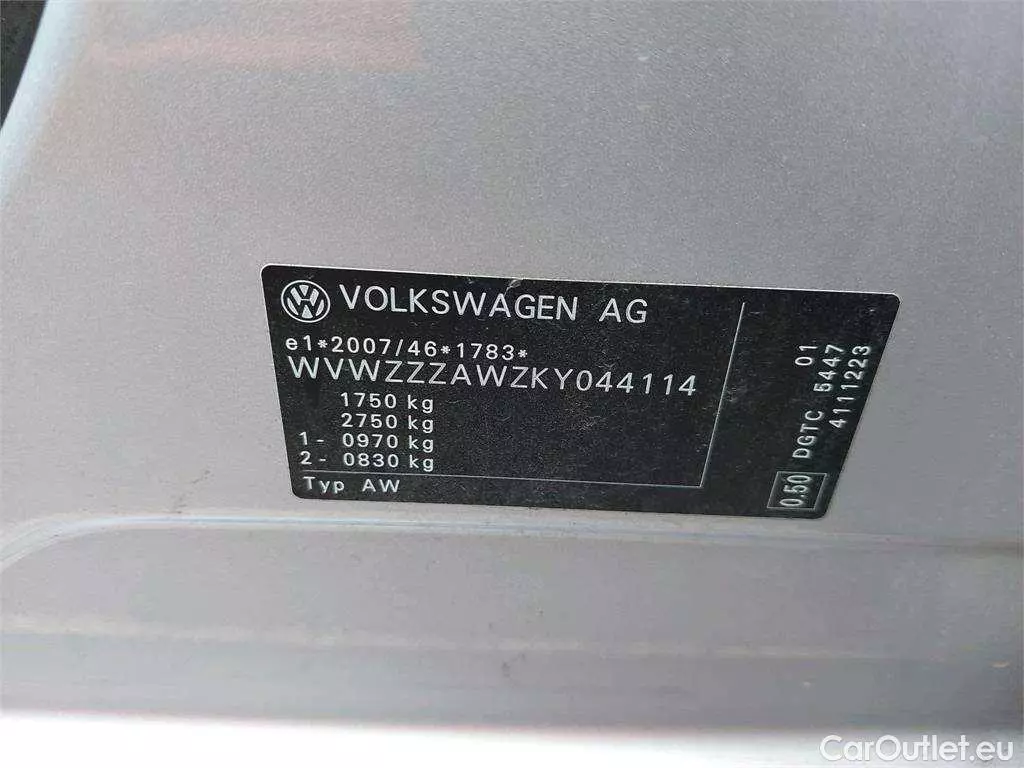 VOLKSWAGEN AG
e1*2007/46*1783*
WVWZZZAWZKY044114
1750 kg
2750 kg
1- 0970 kg
2- 0830 kg
Typ AW
01
0.50 DGTC 5447
4111223
CarOutlet.eu